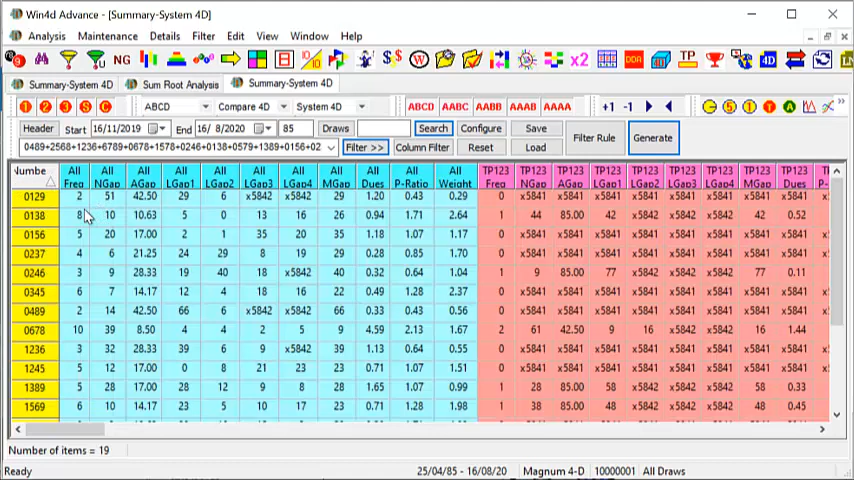 Win4d Advance - [Summary-System 4D]
Analysis Maintenance Details Filter Edit View Window Help
NG 10/10 $$ W x2 DDA 4D TP 4D
Summary-System 4D Sum Root Analysis Summary-System 4D
1 2 3 S C ABCD Compare 4D System 4D ABCD AABC AABB AAAB AAAA +1 -1 5 1 T A
Header Start 16/11/2019 End 16/ 8/2020 85 Draws Search Configure Save Filter Rule Generate
0489+2568+1236+6789+0678+1578+0246+0138+0579+1389+0156+02 Filter >> Column Filter Reset Load
Numbe All Freq All NGap All AGap All LGap1 All LGap2 All LGap3 All LGap4 All MGap All Dues All P-Ratio All Weight TP123 Freq TP123 NGap TP123 AGap TP123 LGap1 TP123 LGap2 TP123 LGap3 TP123 LGap4 TP123 MGap TP123 Dues
0129 2 51 42.50 29 6 x5842 x5842 29 1.20 0.43 0.29 0 x5841 x5841 x5841 x5841 x5841 x5841 x5841 x5841
0138 8 10 10.63 5 0 13 16 26 0.94 1.71 2.64 1 44 85.00 42 x5842 x5842 x5842 42 0.52
0156 5 20 17.00 2 1 35 20 35 1.18 1.07 1.17 0 x5841 x5841 x5841 x5841 x5841 x5841 x5841 x5841
0237 4 6 21.25 24 29 8 19 29 0.28 0.85 1.70 0 x5841 x5841 x5841 x5841 x5841 x5841 x5841 x5841
0246 3 9 28.33 19 40 18 x5842 40 0.32 0.64 1.04 1 9 85.00 77 x5842 x5842 x5842 77 0.11
0345 6 7 14.17 12 4 18 16 22 0.49 1.28 2.37 0 x5841 x5841 x5841 x5841 x5841 x5841 x5841 x5841
0489 2 14 42.50 66 6 x5842 x5842 66 0.33 0.43 0.56 0 x5841 x5841 x5841 x5841 x5841 x5841 x5841 x5841
0678 10 39 8.50 4 4 2 5 9 4.59 2.13 1.67 2 61 42.50 9 16 x5842 x5842 16 1.44
1236 3 32 28.33 39 6 9 x5842 39 1.13 0.64 0.55 0 x5841 x5841 x5841 x5841 x5841 x5841 x5841 x5841
1245 5 12 17.00 0 8 21 23 23 0.71 1.07 1.51 0 x5841 x5841 x5841 x5841 x5841 x5841 x5841 x5841
1389 5 28 17.00 28 12 9 8 28 1.65 1.07 0.99 1 28 85.00 58 x5842 x5842 x5842 58 0.33
1569 6 10 14.17 23 5 10 17 23 0.71 1.28 1.98 1 38 85.00 48 x5842 x5842 x5842 48 0.45
Number of items = 19
Ready 25/04/85 - 16/08/20 Magnum 4-D 10000001 All Draws